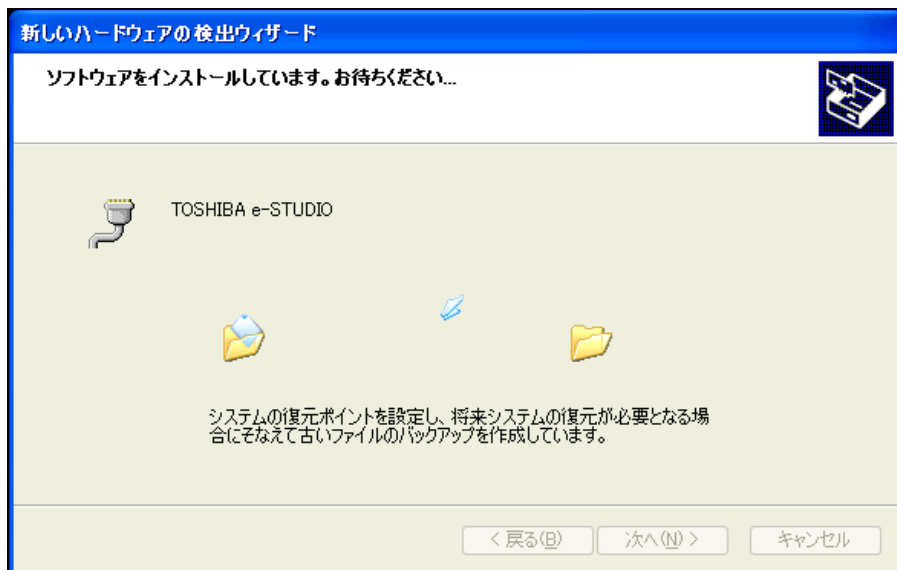 新しいハードウェアの検出ウィザード
ソフトウェアをインストールしています。お待ちください...
TOSHIBA e-STUDIO
システムの復元ポイントを設定し、将来システムの復元が必要となる場
合にそなえて古いファイルのバックアップを作成しています。
< 戻る(B) 次へ(N) > キャンセル